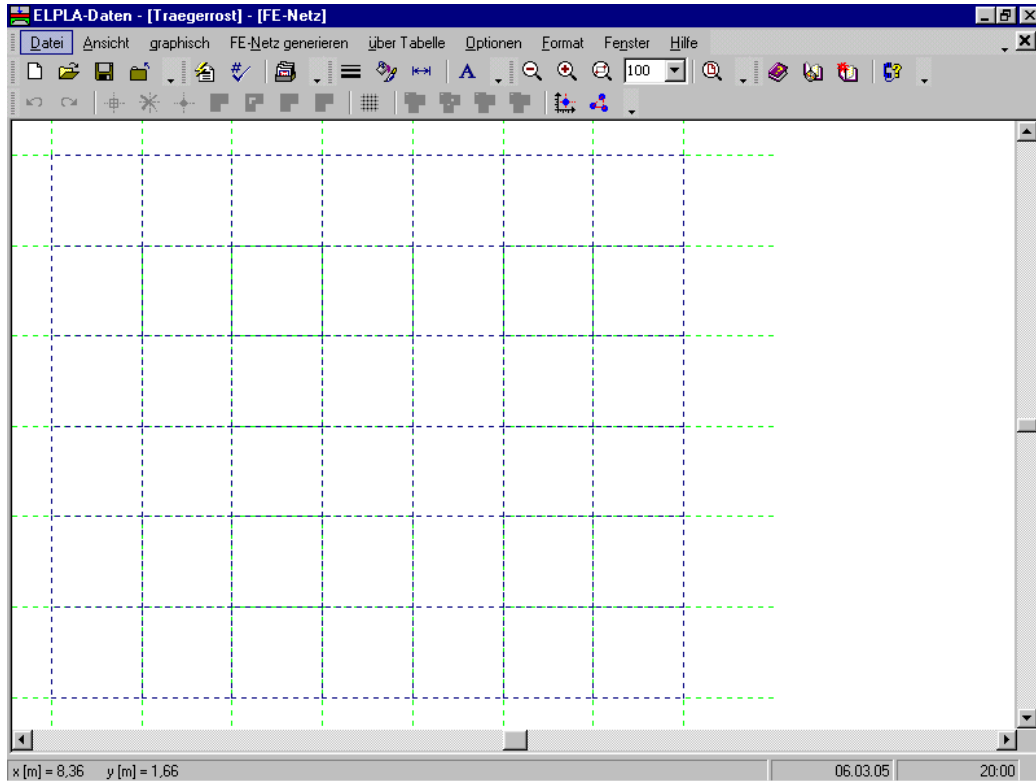 ELPLA-Daten - [Traegerrost] - [FE-Netz]
Datei Ansicht graphisch FE-Netz generieren über Tabelle Optionen Format Fenster Hilfe
A 100
x [m] = 8,36 y [m] = 1,66 06.03.05 20:00